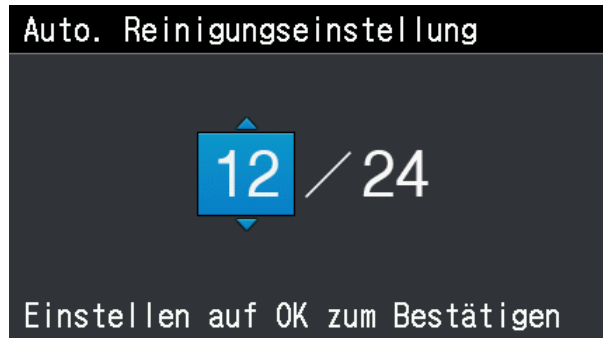 Auto. Reinigungseinstellung
12 / 24
Einstellen auf OK zum Bestätigen